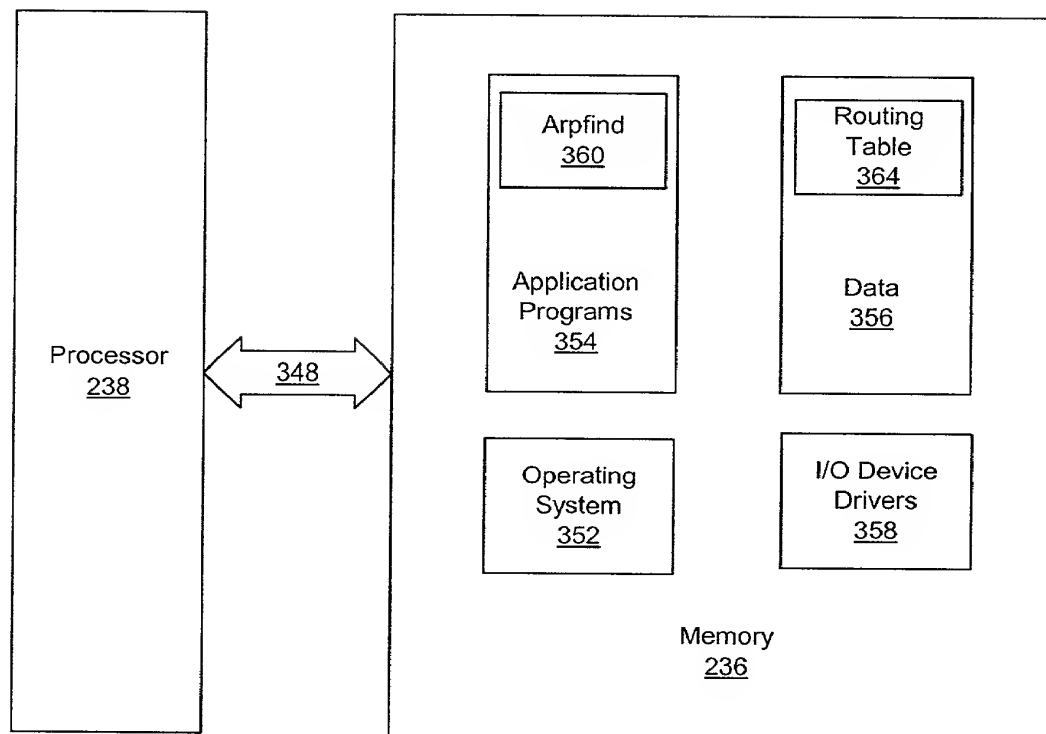 Processor
238
348
Arpfind
360
Application
Programs
354
Routing
Table
364
Data
356
Operating
System
352
I/O Device
Drivers
358
Memory
236